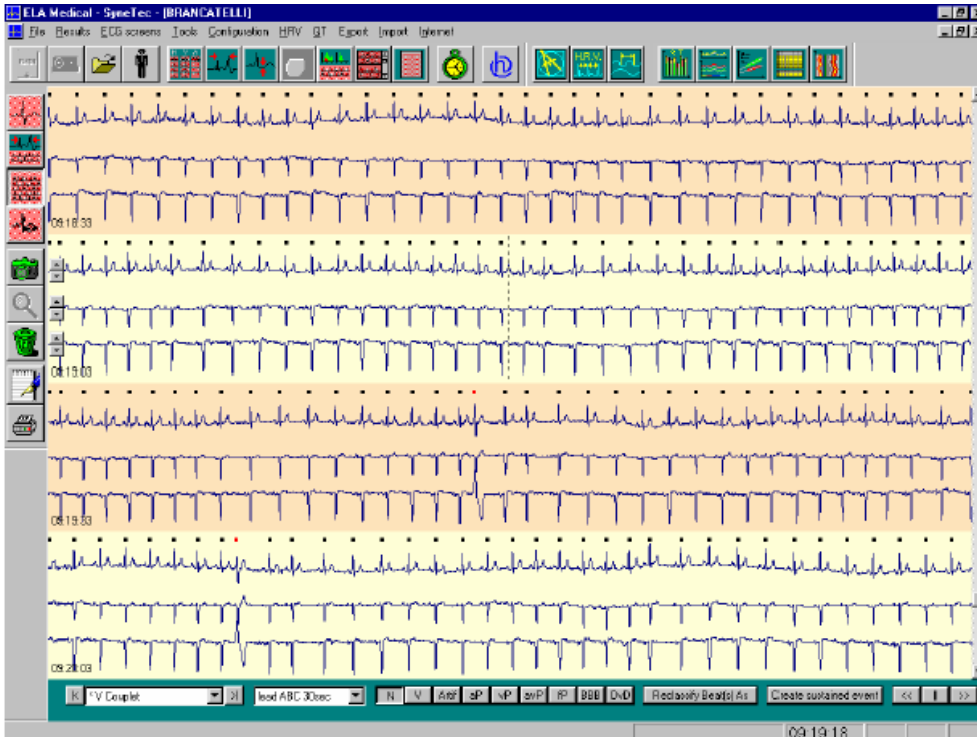 ELA Medical - SyneTec - [BRANCATELLI]
File Results ECG screens Tools Configuration HRV QT Export Import Internet
H.R.V.
09:18:33
09:19:03
09:19:33
09:20:03
K *V Couplet >| lead ABC 30sec N V Artif aP vP avP fP BBB DvD Reclassify Beat(s) As Create sustained event << || >>
09:19:18